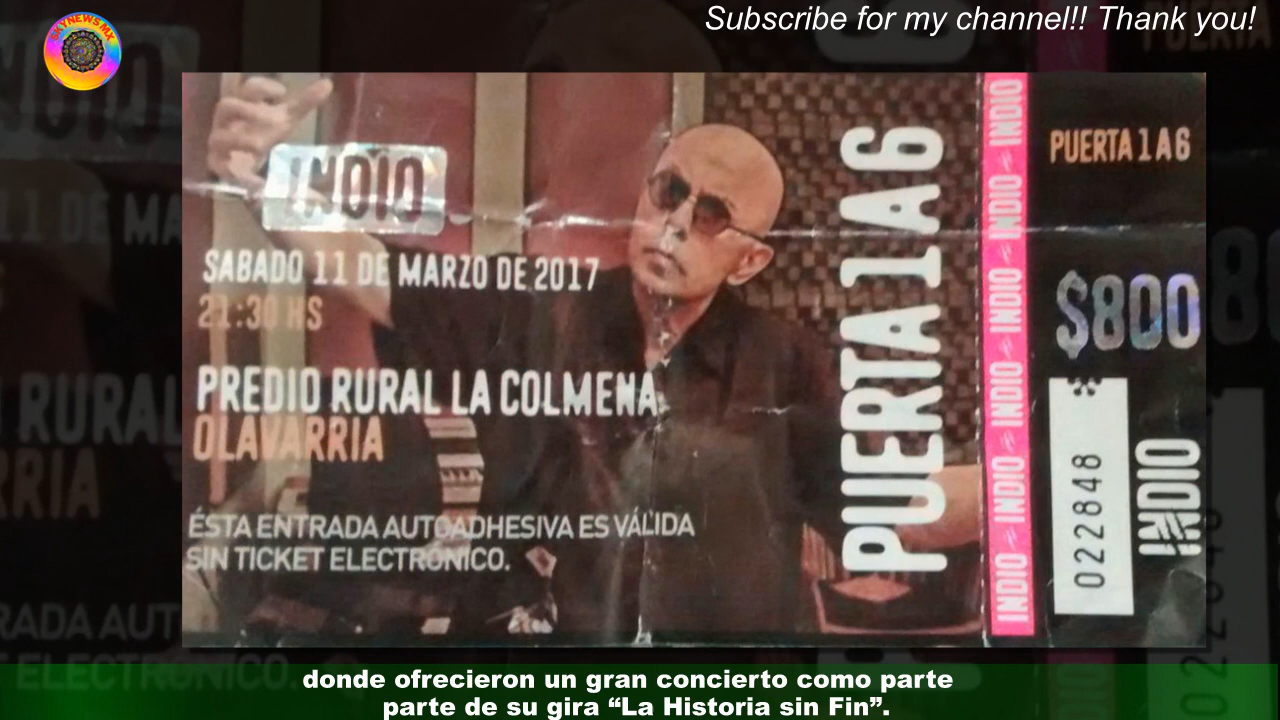 Subscribe for my channel!! Thank you!
SKYNEWSMX
INDIO
SABADO 11 DE MARZO DE 2017
21:30 HS
PREDIO RURAL LA COLMENA
OLAVARRIA
ÉSTA ENTRADA AUTOADHESIVA ES VÁLIDA
SIN TICKET ELECTRÓNICO.
PUERTA 1 A 6
INDIO INDIO INDIO INDIO INDIO INDIO
PUERTA 1 A 6
$800
022848
INDIO
donde ofrecieron un gran concierto como parte
parte de su gira “La Historia sin Fin”.